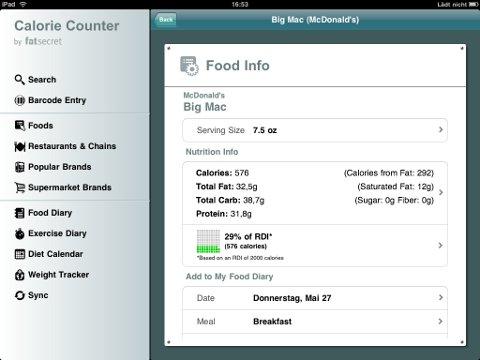 iPad 16:53 Lädt nicht
Calorie Counter
by fatsecret
Search
Barcode Entry
Foods
Restaurants & Chains
Popular Brands
Supermarket Brands
Food Diary
Exercise Diary
Diet Calendar
Weight Tracker
Sync
Back Big Mac (McDonald's)
Food Info
McDonald's
Big Mac
Serving Size 7.5 oz
Nutrition Info
Calories: 576 (Calories from Fat: 292)
Total Fat: 32,5g (Saturated Fat: 12g)
Total Carb: 38,7g (Sugar: 0g Fiber: 0g)
Protein: 31,8g
29% of RDI*
(576 calories)
*Based on an RDI of 2000 calories
Add to My Food Diary
Date Donnerstag, Mai 27
Meal Breakfast